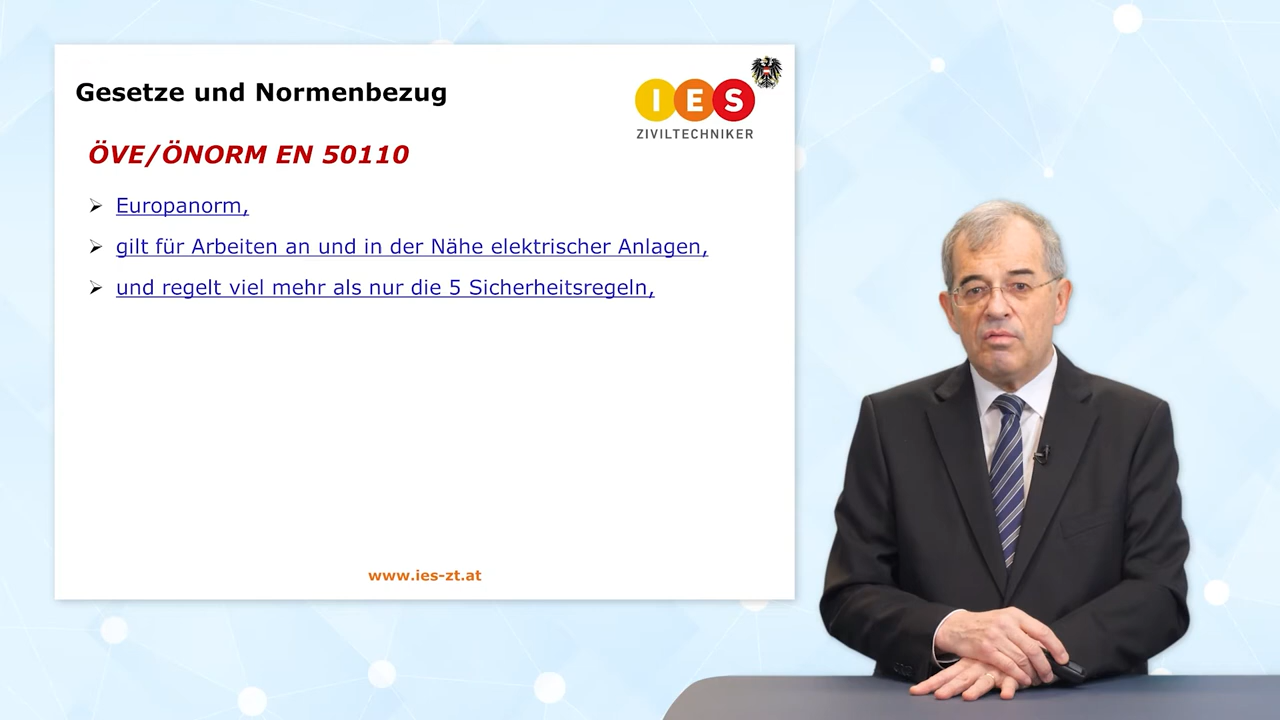 Gesetze und Normenbezug
IES
ZIVILTECHNIKER
ÖVE/ÖNORM EN 50110
Europanorm,
gilt für Arbeiten an und in der Nähe elektrischer Anlagen,
und regelt viel mehr als nur die 5 Sicherheitsregeln,
www.ies-zt.at